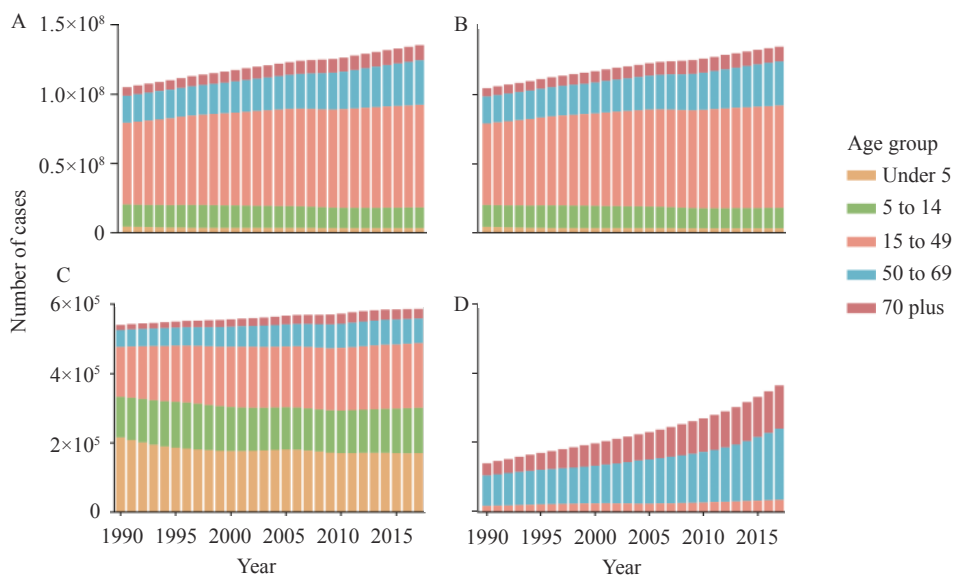 A
B
1.5×10⁸
1.0×10⁸
0.5×10⁸
0
Number of cases
C
D
6×10⁵
4×10⁵
2×10⁵
0
1990 1995 2000 2005 2010 2015
Year
1990 1995 2000 2005 2010 2015
Year
Age group
Under 5
5 to 14
15 to 49
50 to 69
70 plus